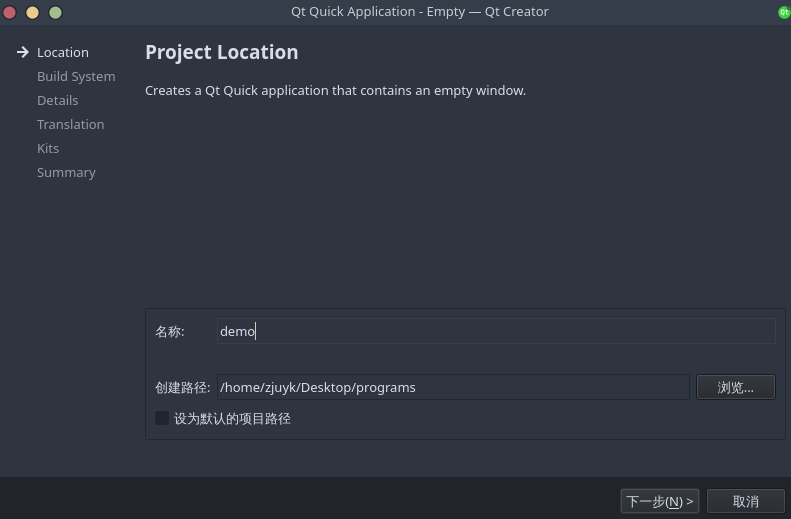 Qt Quick Application - Empty — Qt Creator
Qt
Location
Build System
Details
Translation
Kits
Summary
Project Location
Creates a Qt Quick application that contains an empty window.
名称: demo
创建路径: /home/zjuyk/Desktop/programs 浏览...
设为默认的项目路径
下一步(N) > 取消